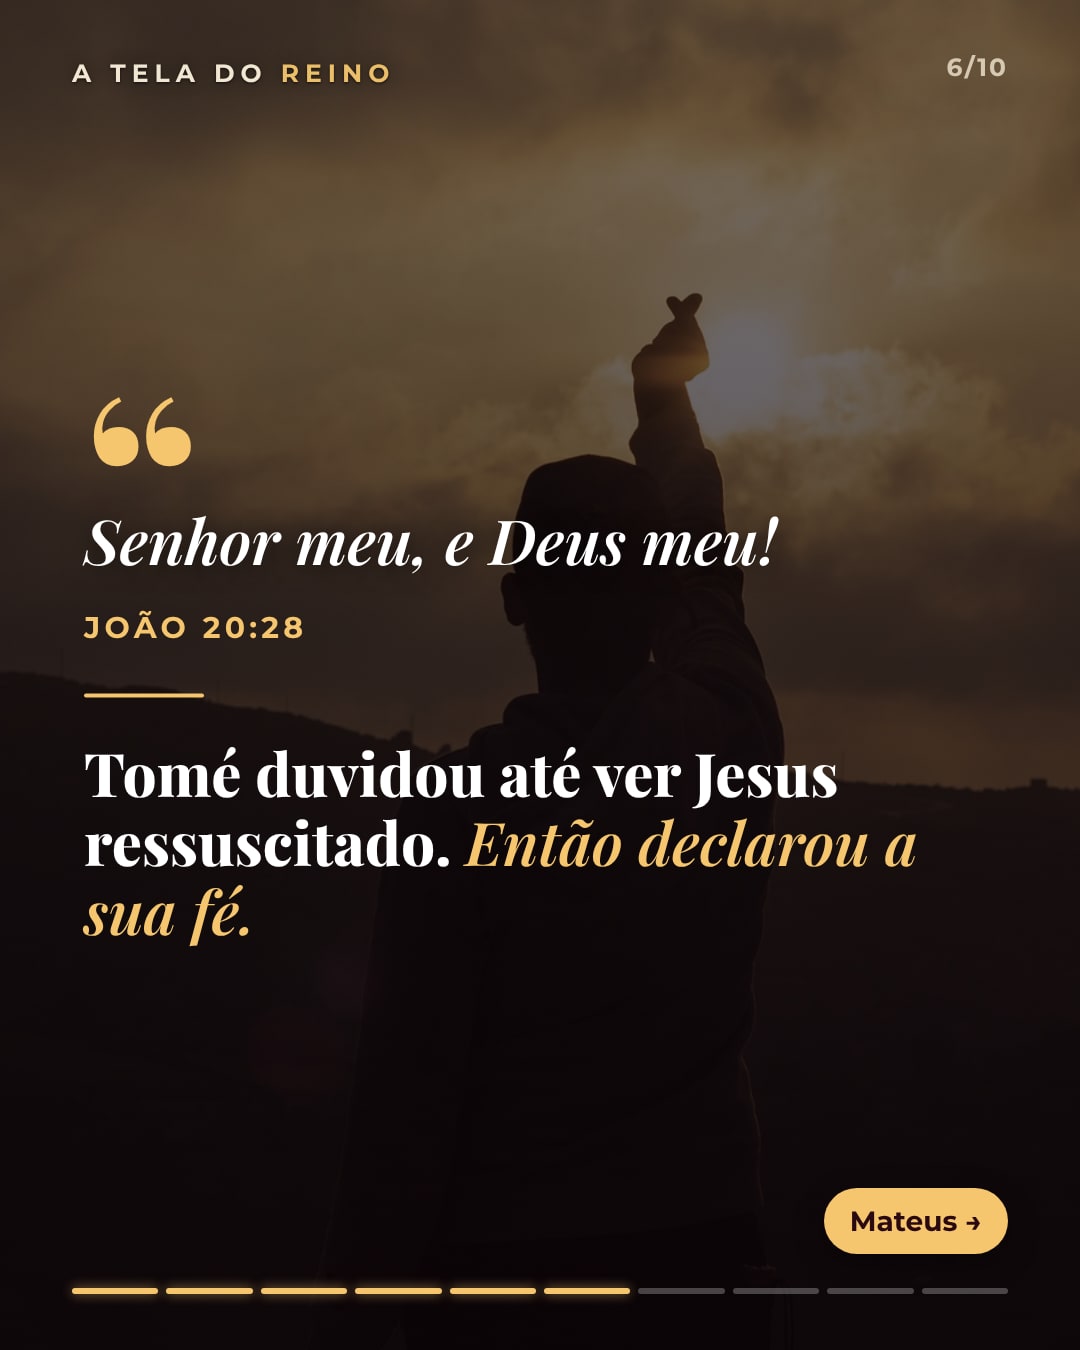 A TELA DO REINO
6/10
“
Senhor meu, e Deus meu!
JOÃO 20:28
Tomé duvidou até ver Jesus
ressuscitado. Então declarou a
sua fé.
Mateus →